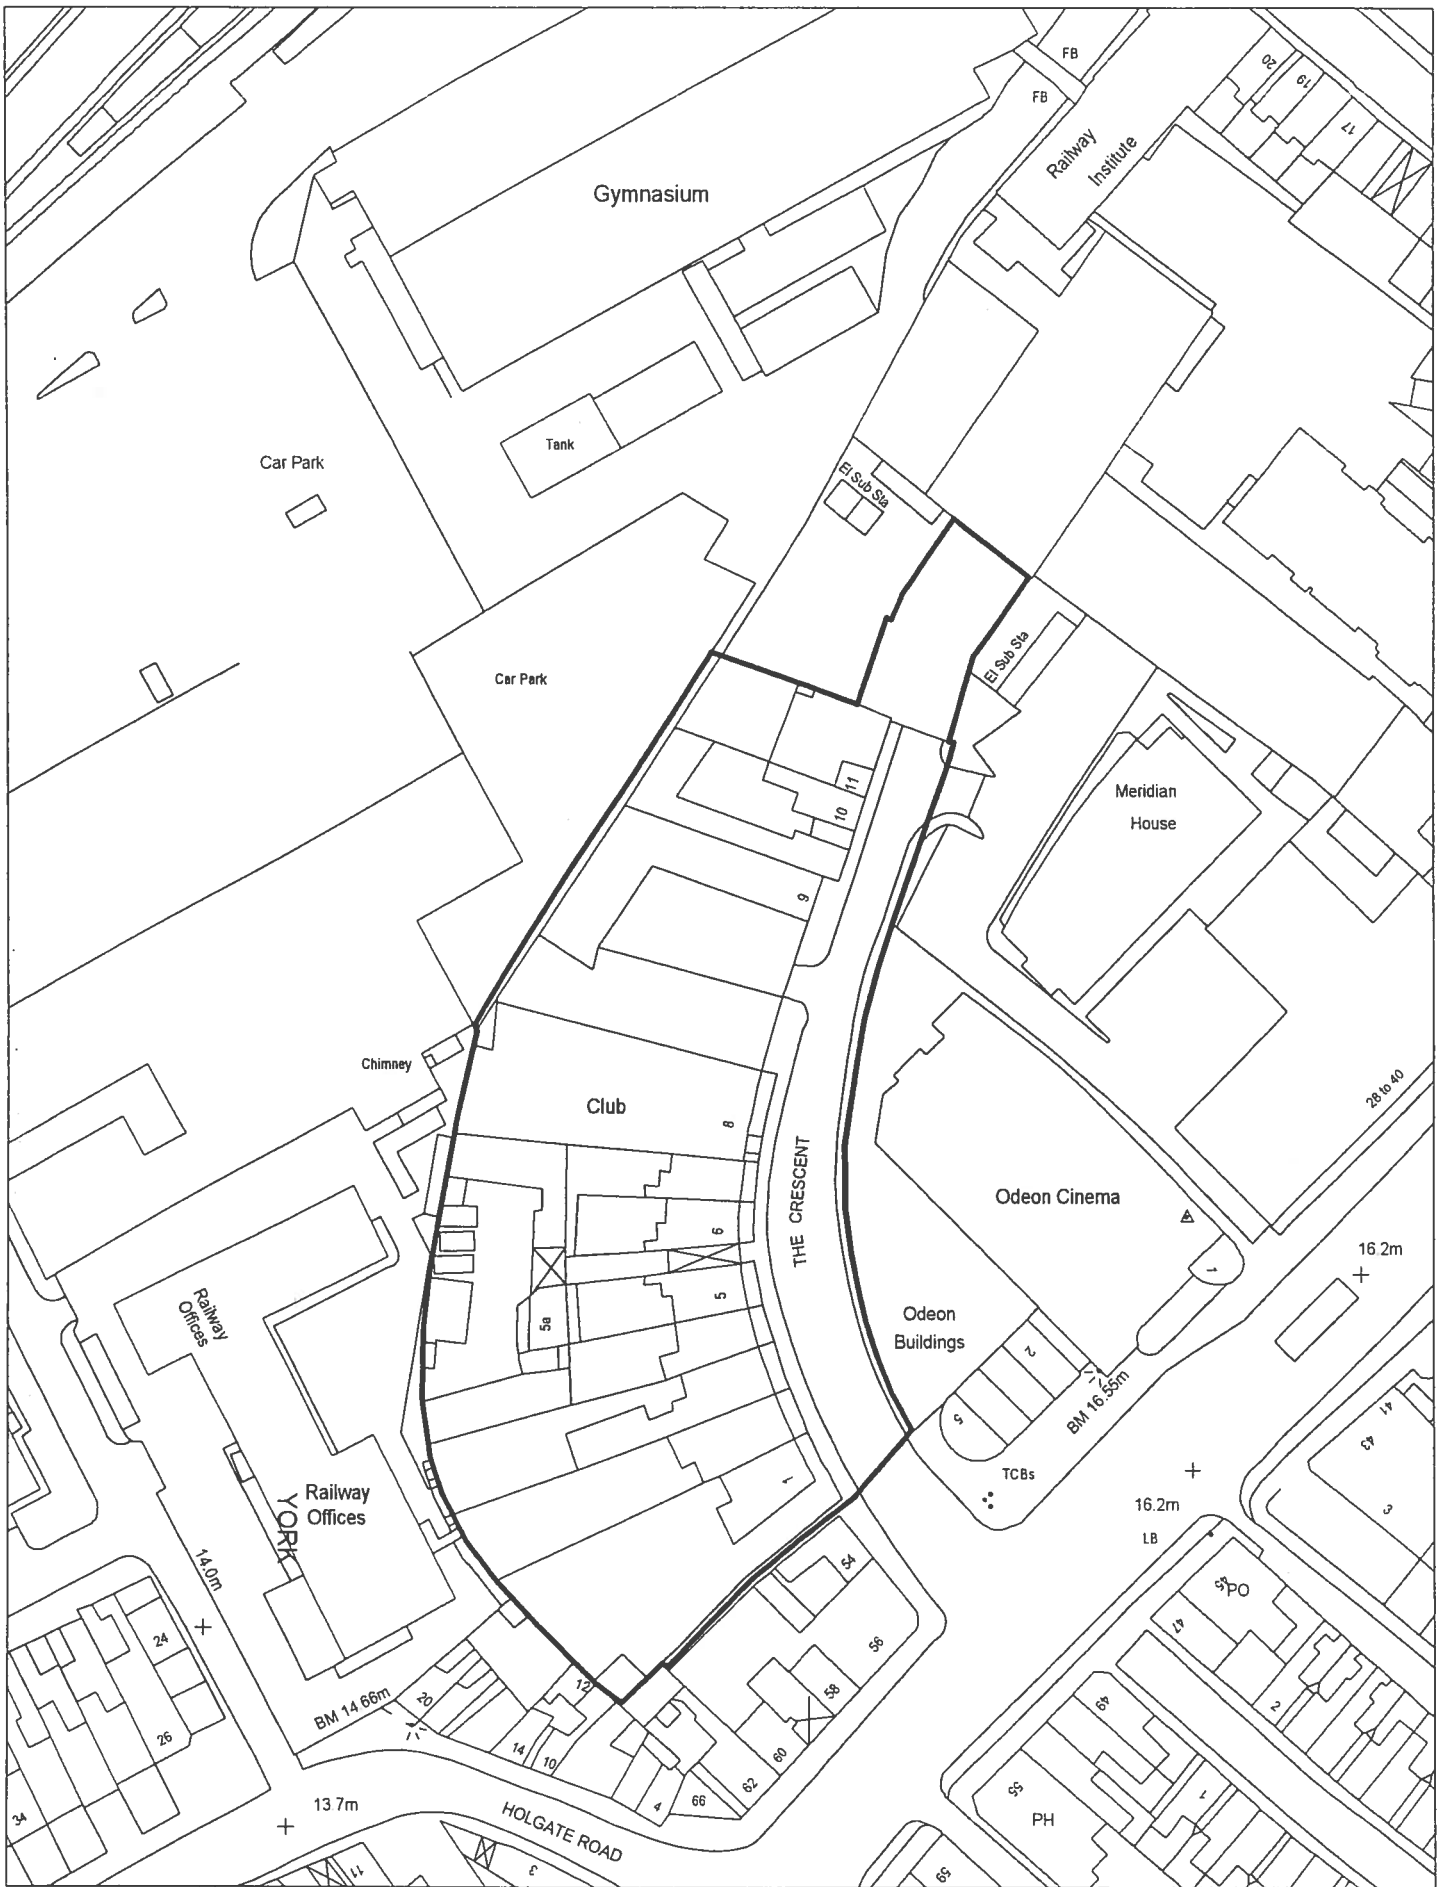 FB
FB
20
19
17
Railway
Institute
Gymnasium
Tank
Car Park
El Sub Sta
El Sub Sta
Car Park
Meridian
House
11
10
9
28 to 40
Chimney
Club
8
THE CRESCENT
Odeon Cinema
6
16.2m
1
Railway
Offices
5
5a
Odeon
Buildings
2
5
BM 16.55m
41
43
3
TCBs
16.2m
LB
1
Railway
Offices
YORK
14.0m
54
45
PO
47
24
56
12
58
49
2
BM 14.66m
20
26
14
10
60
62
55
1
PH
34
13.7m
4
66
HOLGATE ROAD
11
3
59